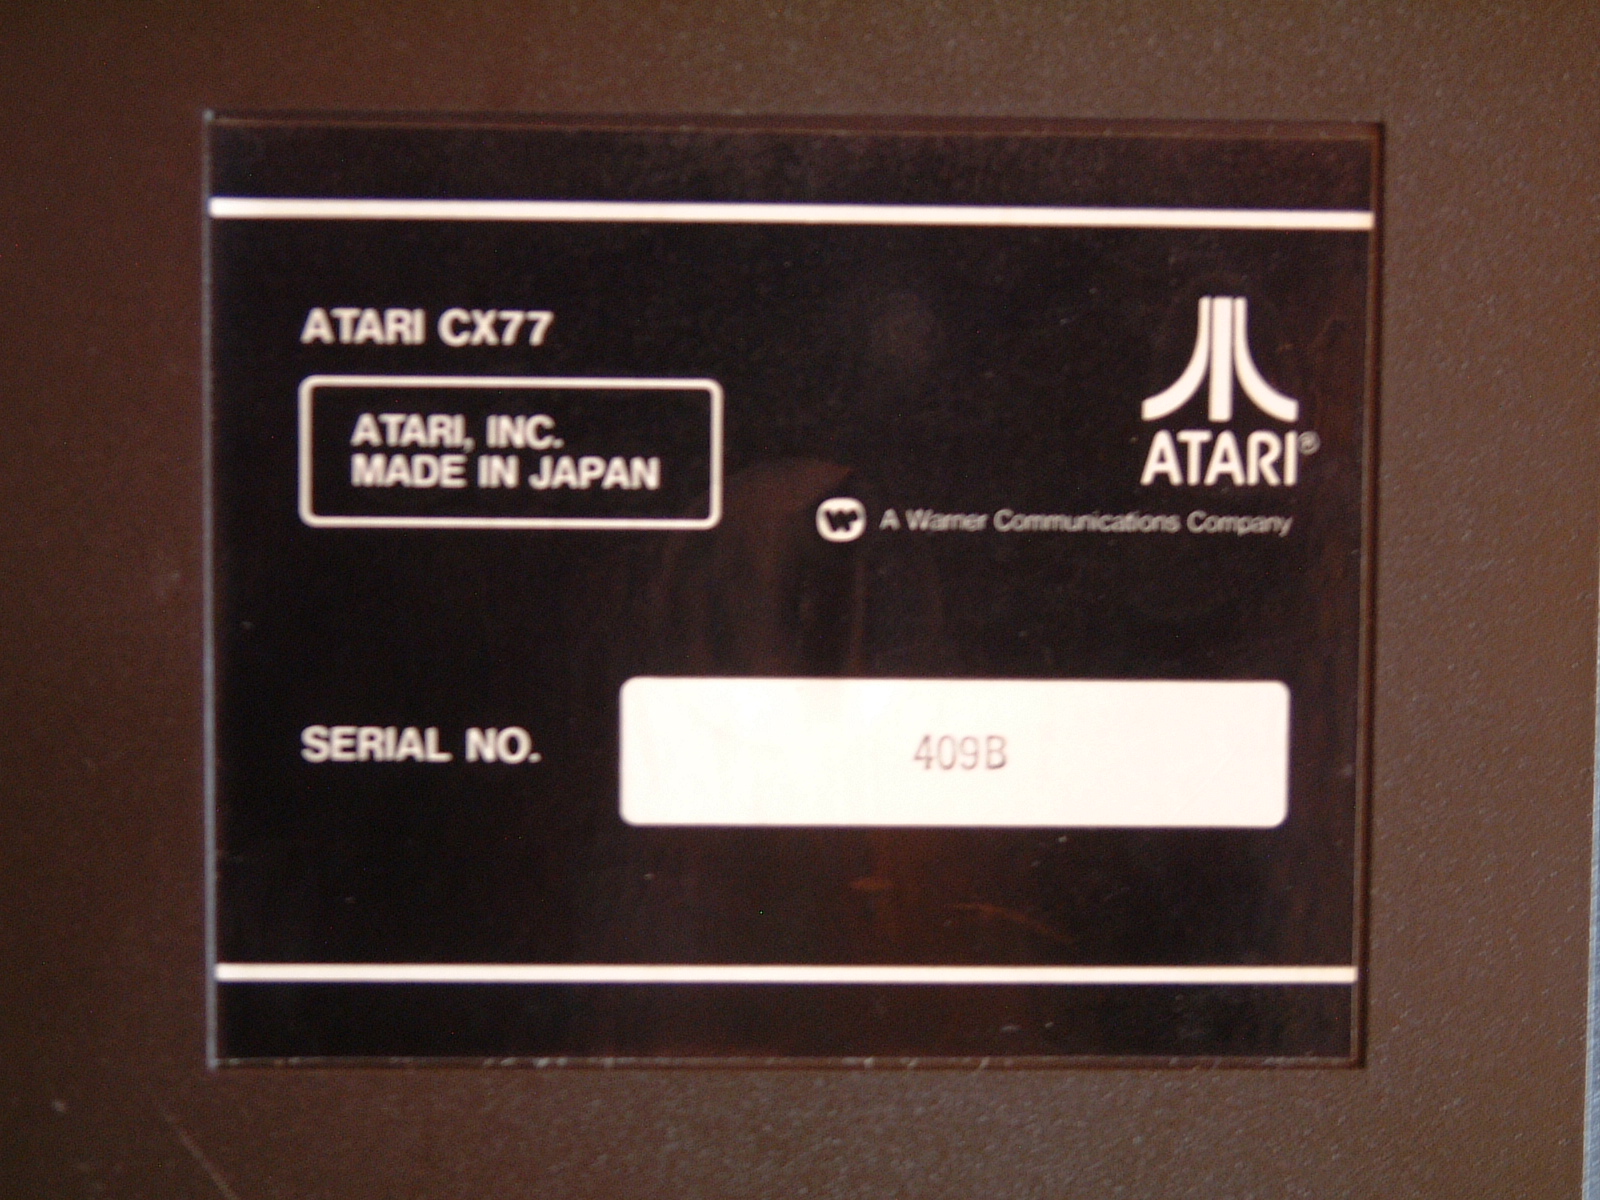 ATARI CX77
ATARI, INC.
MADE IN JAPAN
ATARI®
A Warner Communications Company
SERIAL NO.
409B